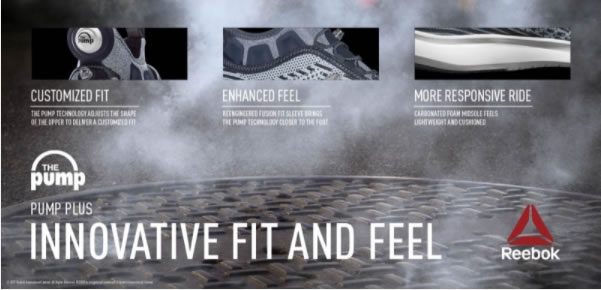 THE
pump
CUSTOMIZED FIT
THE PUMP TECHNOLOGY ADJUSTS THE SHAPE
OF THE UPPER TO DELIVER A CUSTOMIZED FIT
ENHANCED FEEL
REENGINEERED FUSION FIT SLEEVE BRINGS
THE PUMP TECHNOLOGY CLOSER TO THE FOOT
MORE RESPONSIVE RIDE
CARBONATED FOAM MIDSOLE FEELS
LIGHTWEIGHT AND CUSHIONED
THE
pump
PUMP PLUS
INNOVATIVE FIT AND FEEL
Reebok